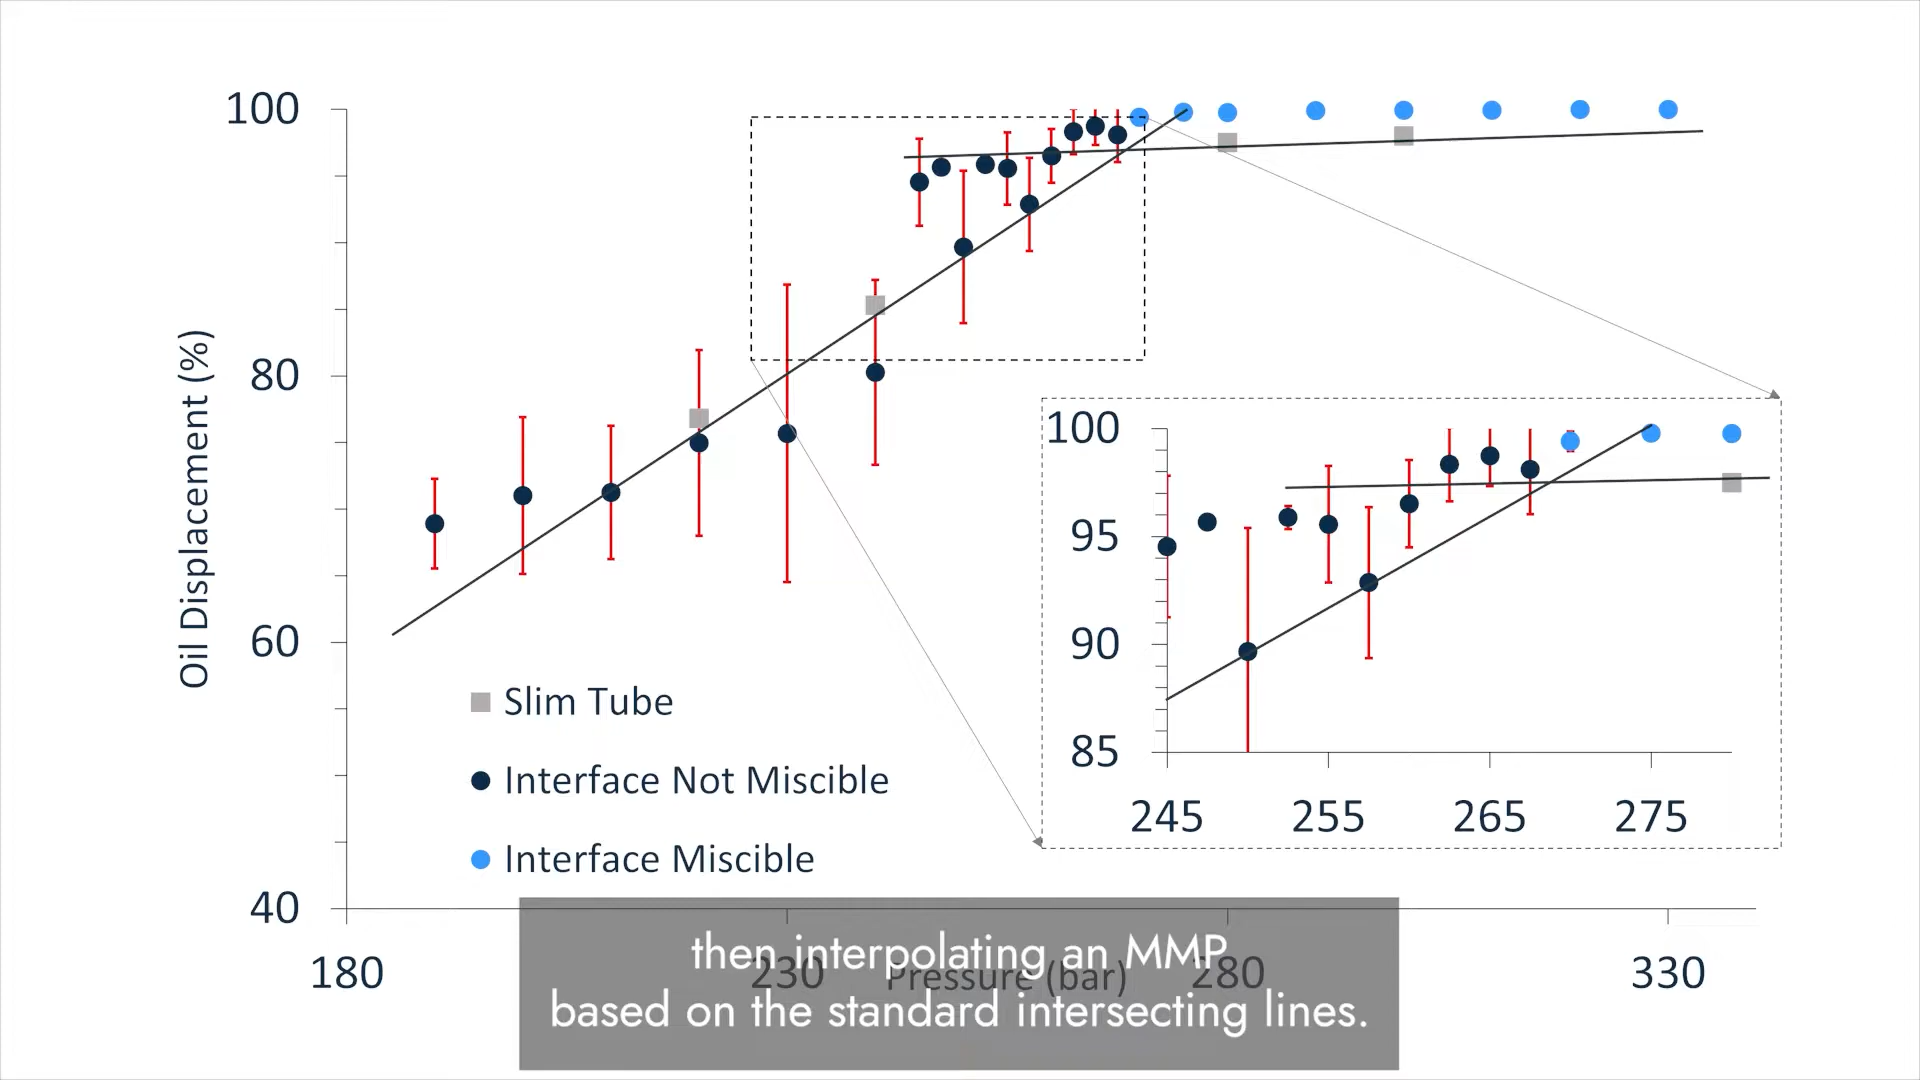 100
80
60
40
Oil Displacement (%)
Slim Tube
Interface Not Miscible
Interface Miscible
100
95
90
85
245 255 265 275
180 230 280 330
Pressure (bar)
then interpolating an MMP
based on the standard intersecting lines.